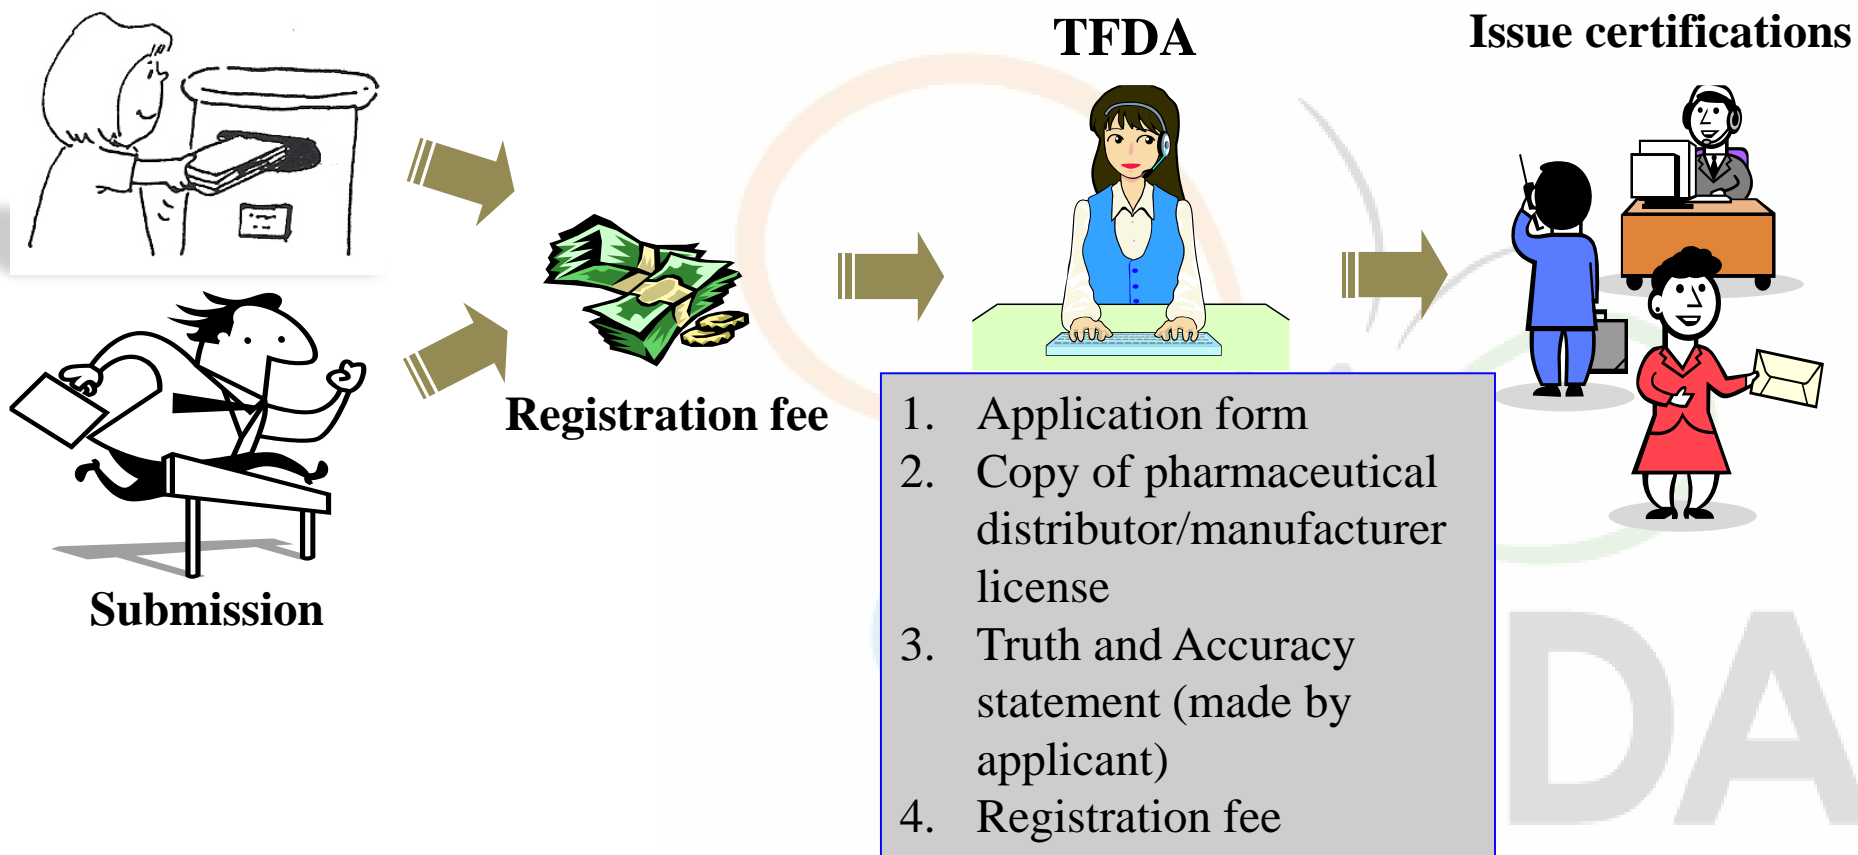 TFDA
Issue certifications
Registration fee
Submission
1. Application form
2. Copy of pharmaceutical
distributor/manufacturer
license
3. Truth and Accuracy
statement (made by
applicant)
4. Registration fee
DA